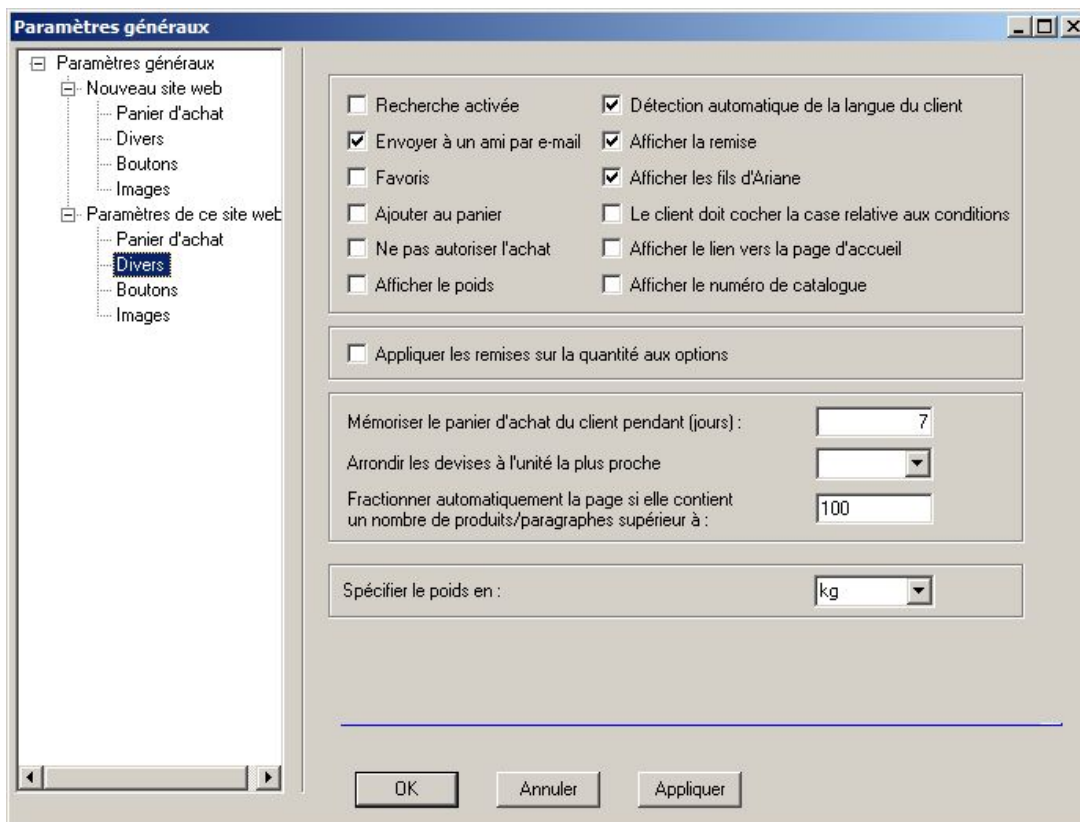 Paramètres généraux
Paramètres généraux
Nouveau site web
Panier d'achat
Divers
Boutons
Images
Paramètres de ce site web
Panier d'achat
Divers
Boutons
Images
Recherche activée
Détection automatique de la langue du client
Envoyer à un ami par e-mail
Afficher la remise
Favoris
Afficher les fils d'Ariane
Ajouter au panier
Le client doit cocher la case relative aux conditions
Ne pas autoriser l'achat
Afficher le lien vers la page d'accueil
Afficher le poids
Afficher le numéro de catalogue
Appliquer les remises sur la quantité aux options
Mémoriser le panier d'achat du client pendant (jours) : 7
Arrondir les devises à l'unité la plus proche
Fractionner automatiquement la page si elle contient
un nombre de produits/paragraphes supérieur à : 100
Spécifier le poids en : kg
OK Annuler Appliquer